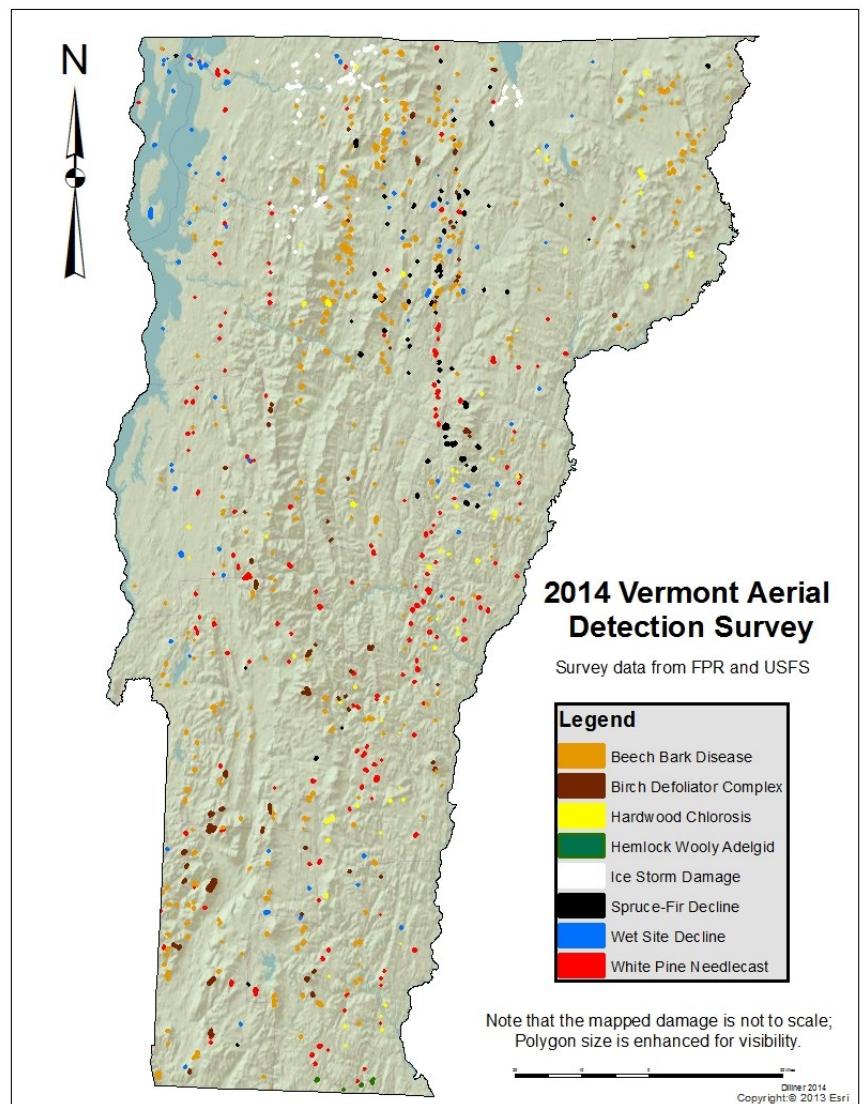 N
2014 Vermont Aerial
Detection Survey
Survey data from FPR and USFS
Legend
Beech Bark Disease
Birch Defoliator Complex
Hardwood Chlorosis
Hemlock Wooly Adelgid
Ice Storm Damage
Spruce-Fir Decline
Wet Site Decline
White Pine Needlecast
Note that the mapped damage is not to scale;
Polygon size is enhanced for visibility.
Dillner 2014
Copyright:© 2013 Esri